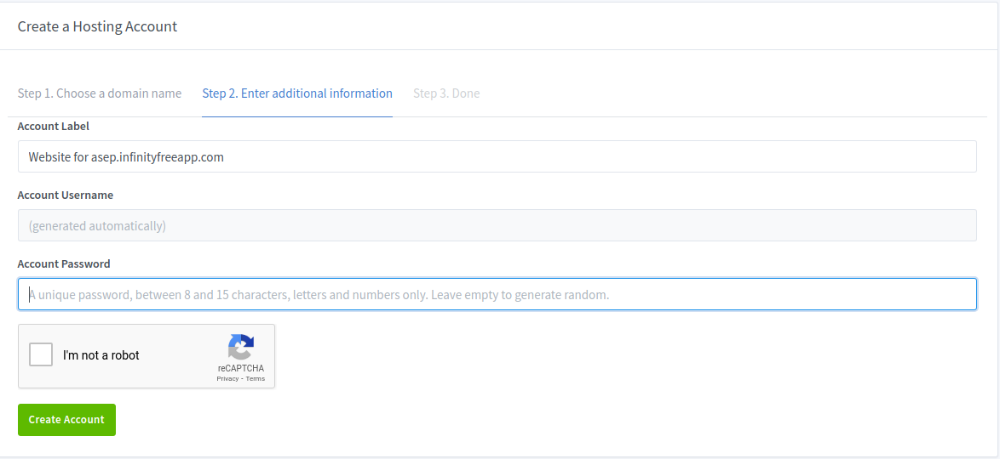 Create a Hosting Account
Step 1. Choose a domain name Step 2. Enter additional information Step 3. Done
Account Label
Website for asep.infinityfreeapp.com
Account Username
(generated automatically)
Account Password
A unique password, between 8 and 15 characters, letters and numbers only. Leave empty to generate random.
I'm not a robot
reCAPTCHA
Privacy - Terms
Create Account